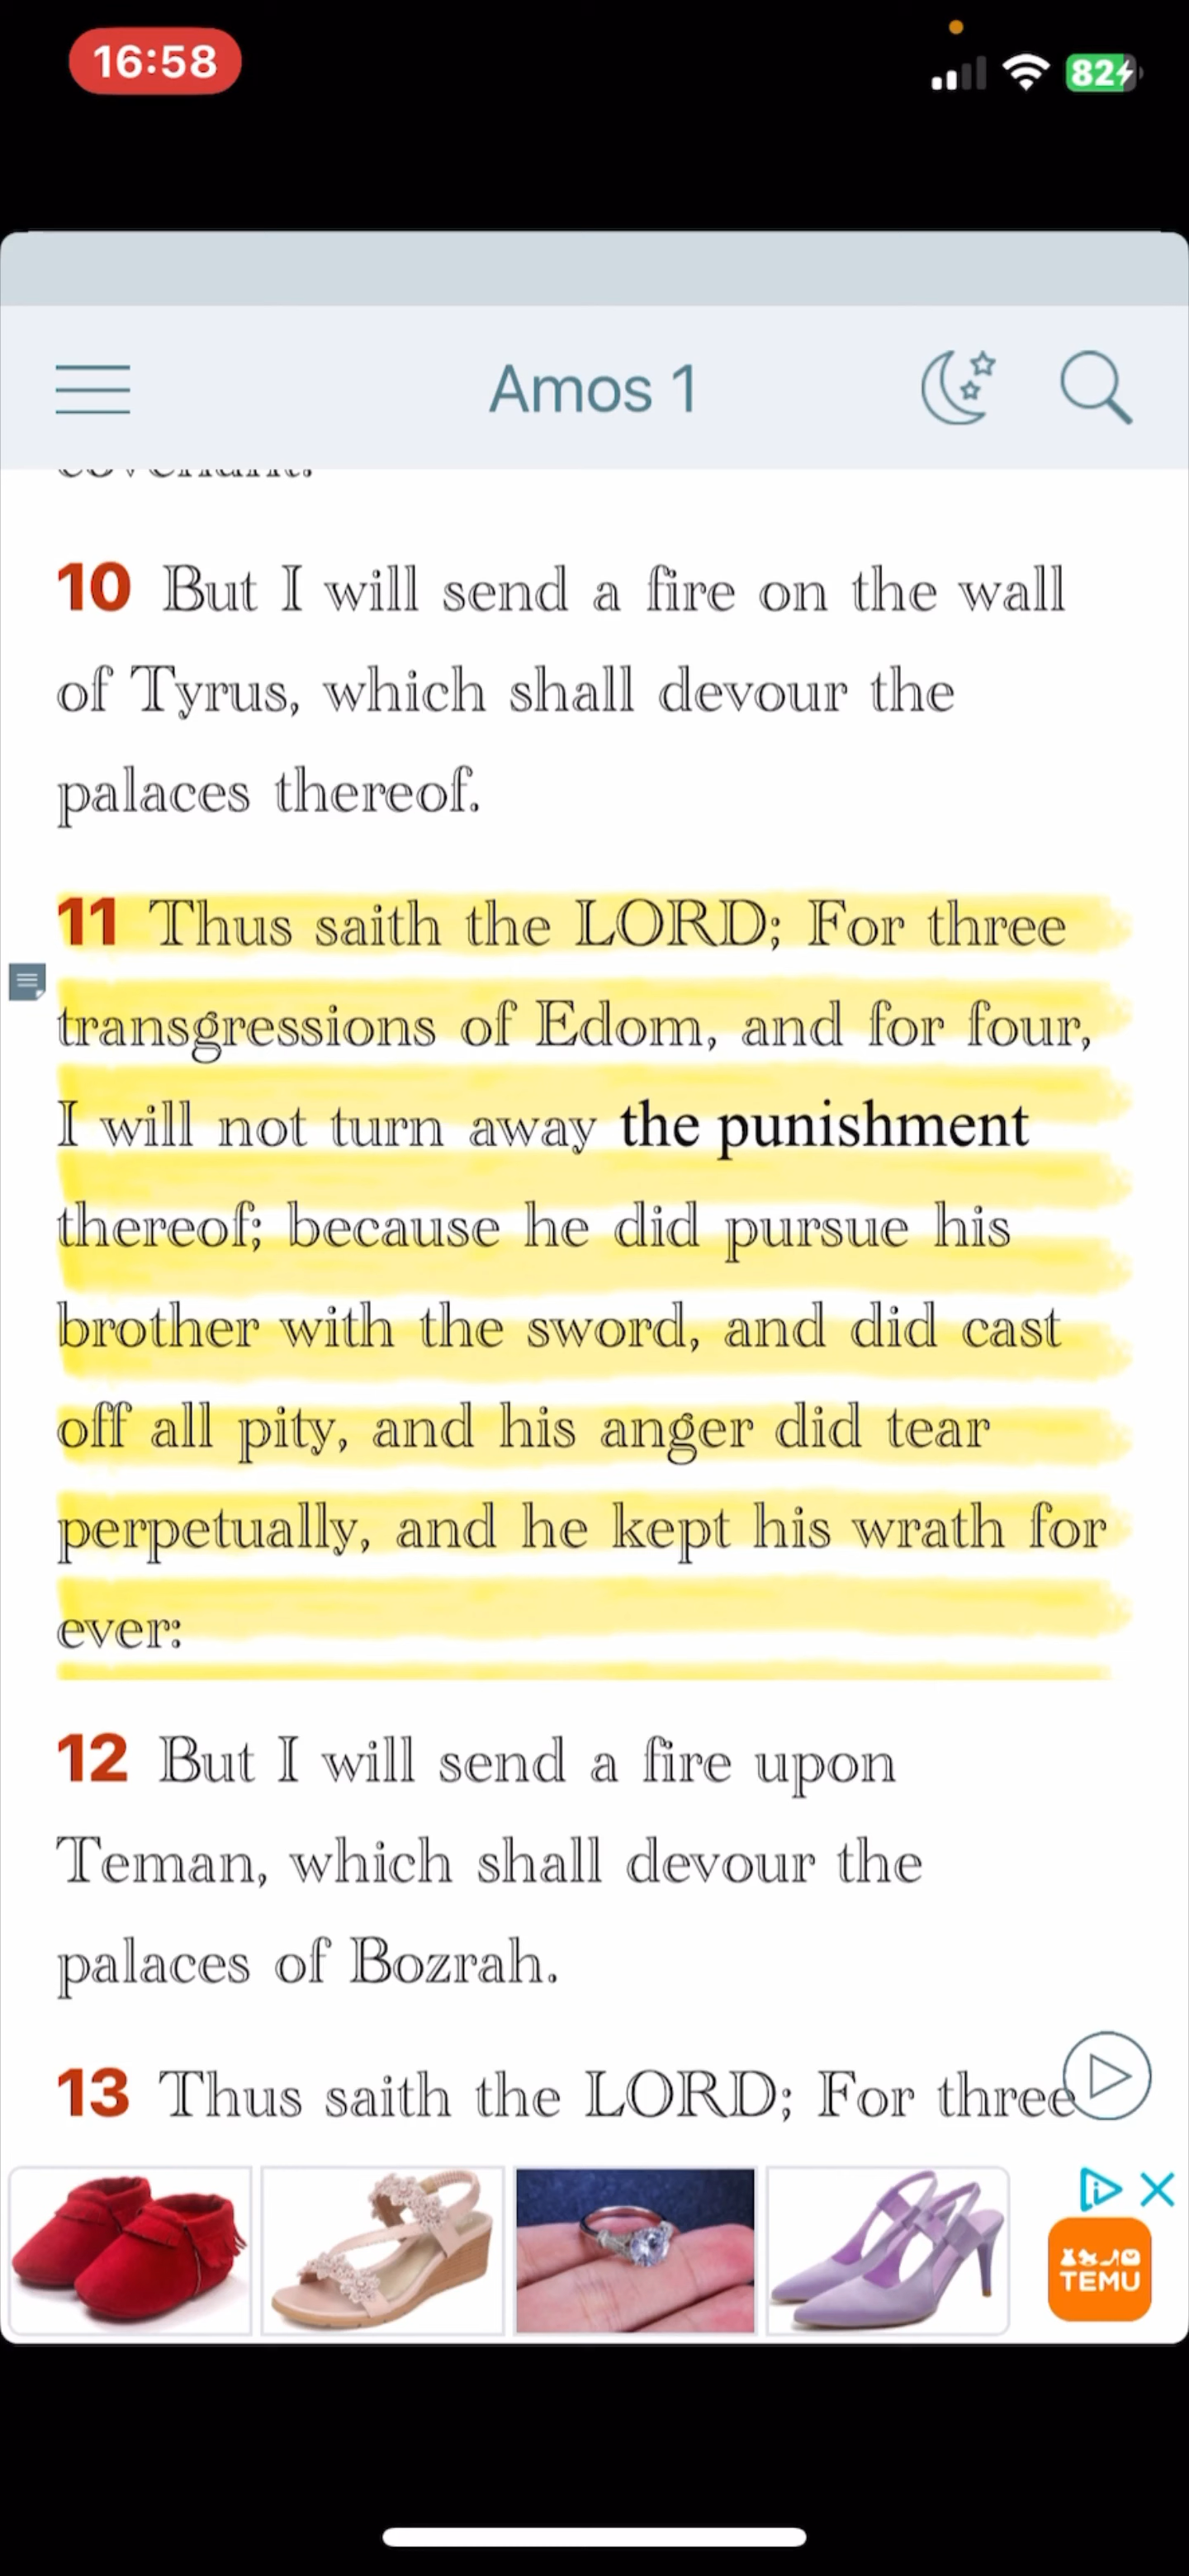 16:58
82
Amos 1
covenant:
10 But I will send a fire on the wall
of Tyrus, which shall devour the
palaces thereof.
11 Thus saith the LORD; For three
transgressions of Edom, and for four,
I will not turn away the punishment
thereof; because he did pursue his
brother with the sword, and did cast
off all pity, and his anger did tear
perpetually, and he kept his wrath for
ever:
12 But I will send a fire upon
Teman, which shall devour the
palaces of Bozrah.
13 Thus saith the LORD; For three
TEMU